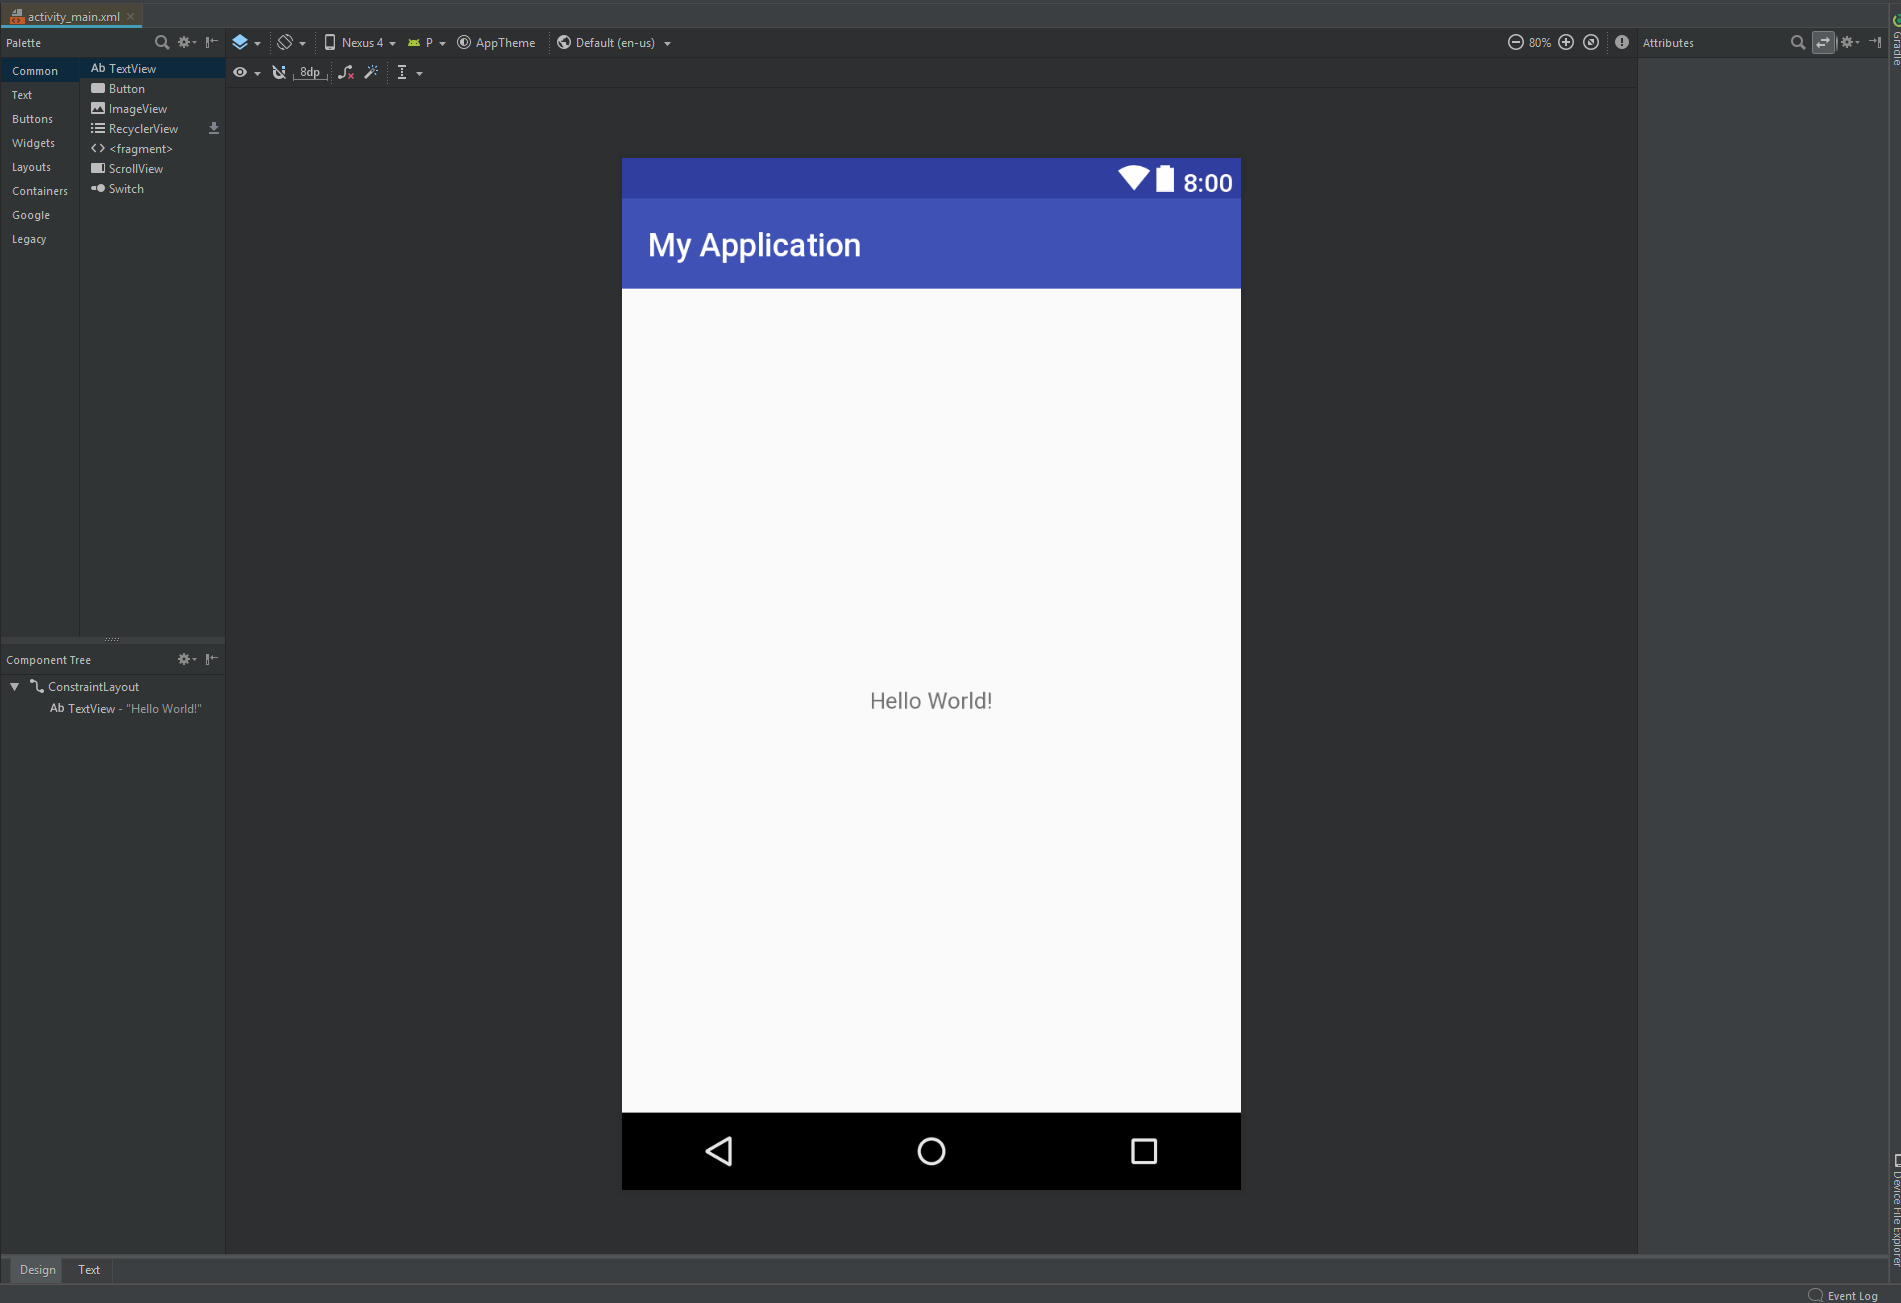 activity_main.xml
Palette
Nexus 4
P
AppTheme
Default (en-us)
80%
Attributes
Common
Text
Buttons
Widgets
Layouts
Containers
Google
Legacy
Ab TextView
Button
ImageView
RecyclerView
<fragment>
ScrollView
Switch
8dp
8:00
My Application
Hello World!
Component Tree
ConstraintLayout
Ab TextView - "Hello World!"
Gradle
Device File Explorer
Design
Text
Event Log